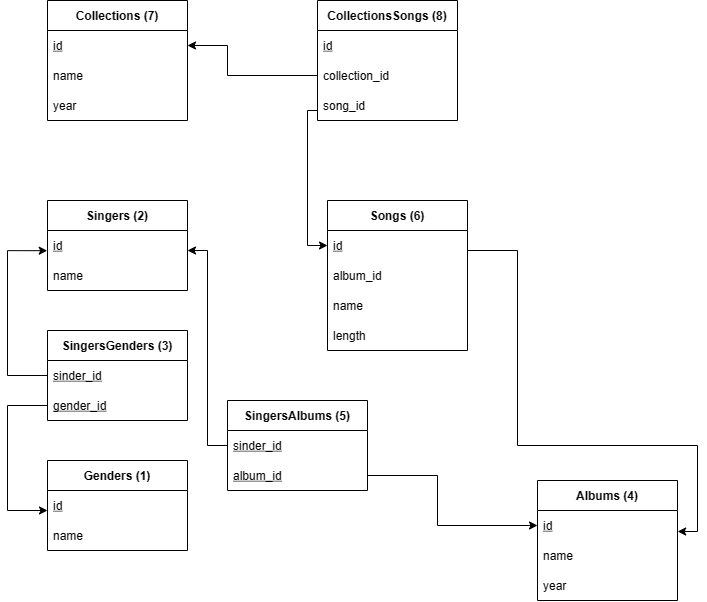 Collections (7)
id
name
year
CollectionsSongs (8)
id
collection_id
song_id
Singers (2)
id
name
Songs (6)
id
album_id
name
length
SingersGenders (3)
sinder_id
gender_id
SingersAlbums (5)
sinder_id
album_id
Genders (1)
id
name
Albums (4)
id
name
year